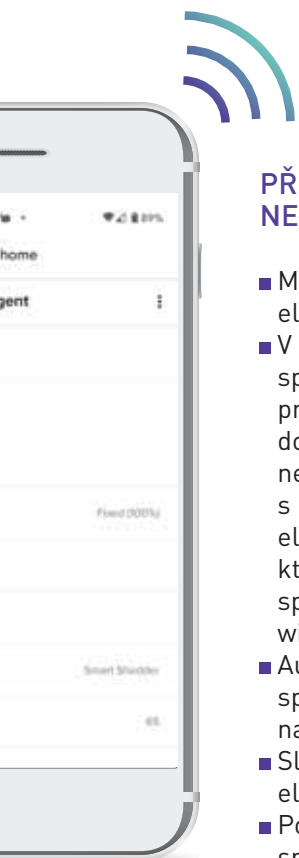 89%
home
gent
Fixed (100%)
Smart Shedder
65
PŘ
NE
M
el
V
sp
pr
do
ne
s
el
kt
sp
wi
Au
sp
na
Sl
el
Po